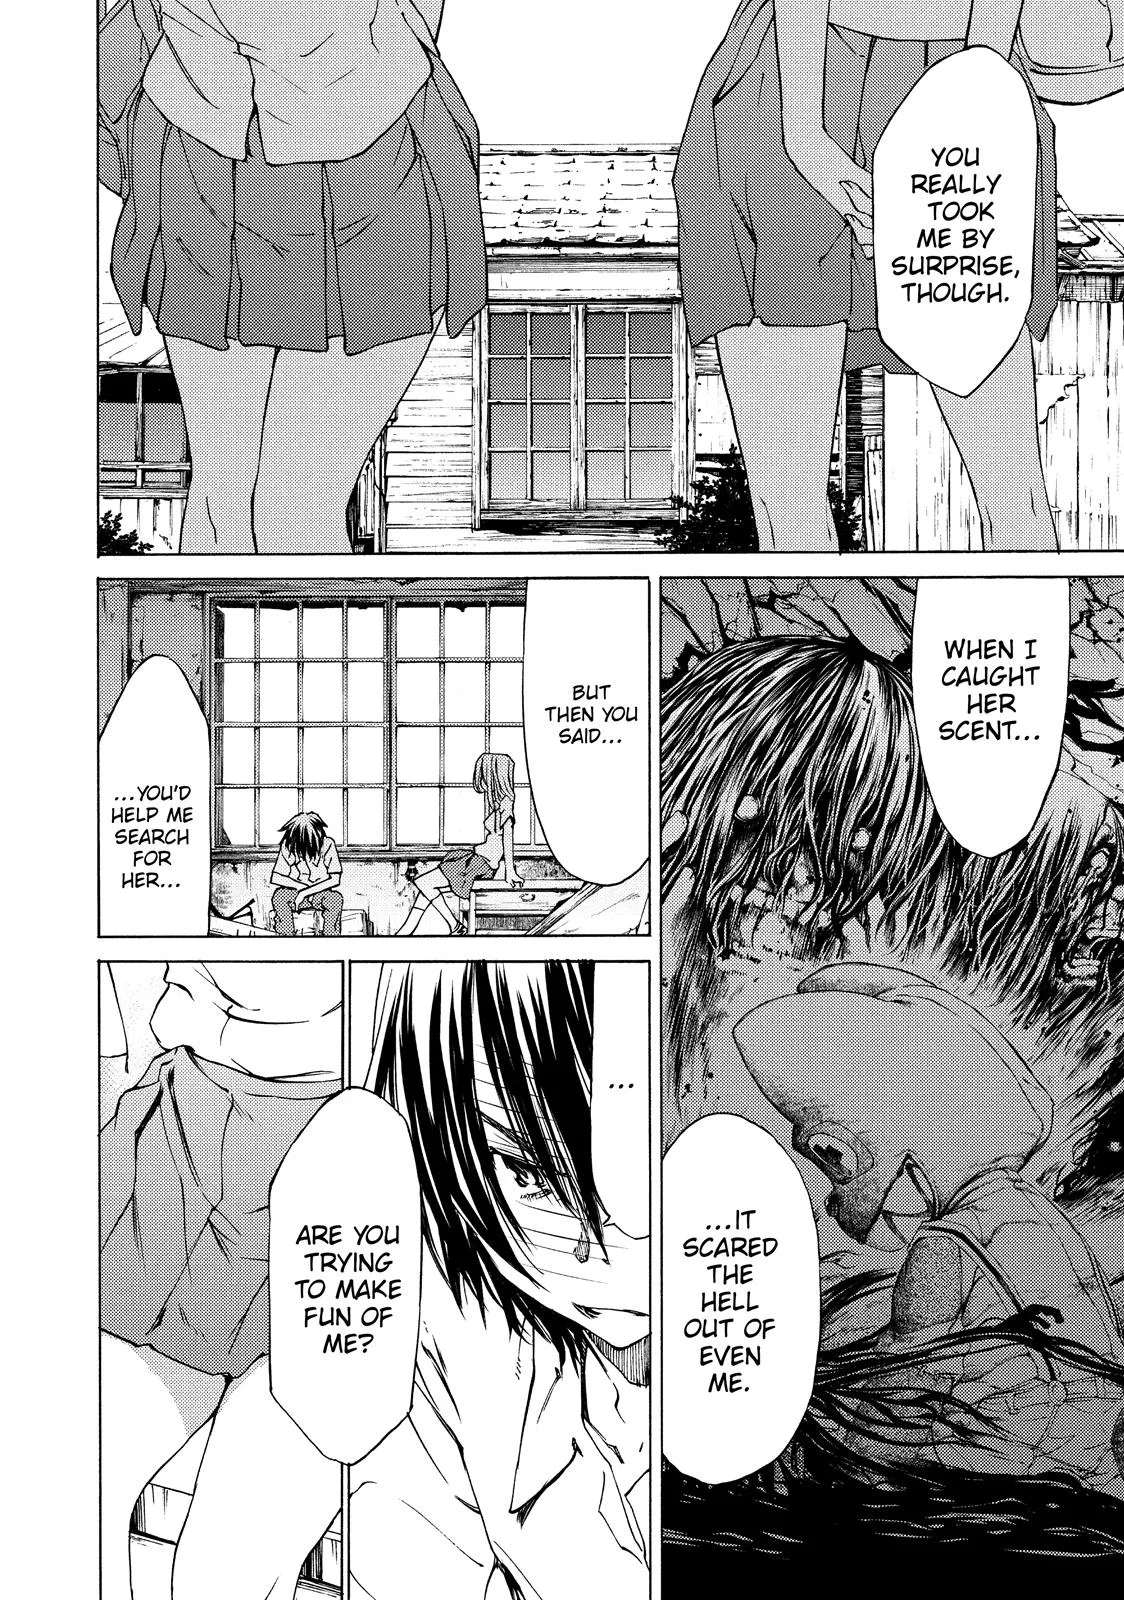 YOU
REALLY
TOOK
ME BY
SURPRISE,
THOUGH.
WHEN I
CAUGHT
HER
SCENT...
...IT
SCARED
THE
HELL
OUT OF
EVEN
ME.
BUT
THEN YOU
SAID...
...YOU'D
HELP ME
SEARCH
FOR
HER...
...
ARE YOU
TRYING
TO MAKE
FUN OF
ME?